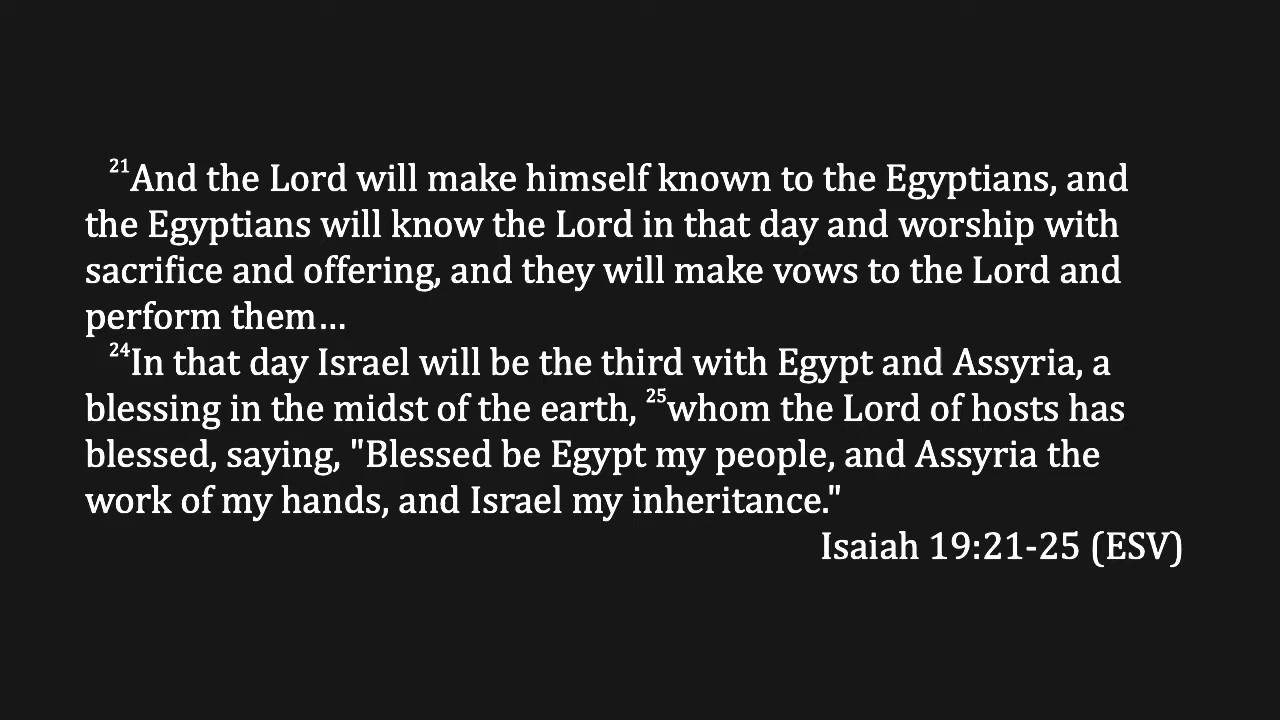 ²¹And the Lord will make himself known to the Egyptians, and
the Egyptians will know the Lord in that day and worship with
sacrifice and offering, and they will make vows to the Lord and
perform them…
²⁴In that day Israel will be the third with Egypt and Assyria, a
blessing in the midst of the earth, ²⁵whom the Lord of hosts has
blessed, saying, "Blessed be Egypt my people, and Assyria the
work of my hands, and Israel my inheritance."
Isaiah 19:21-25 (ESV)